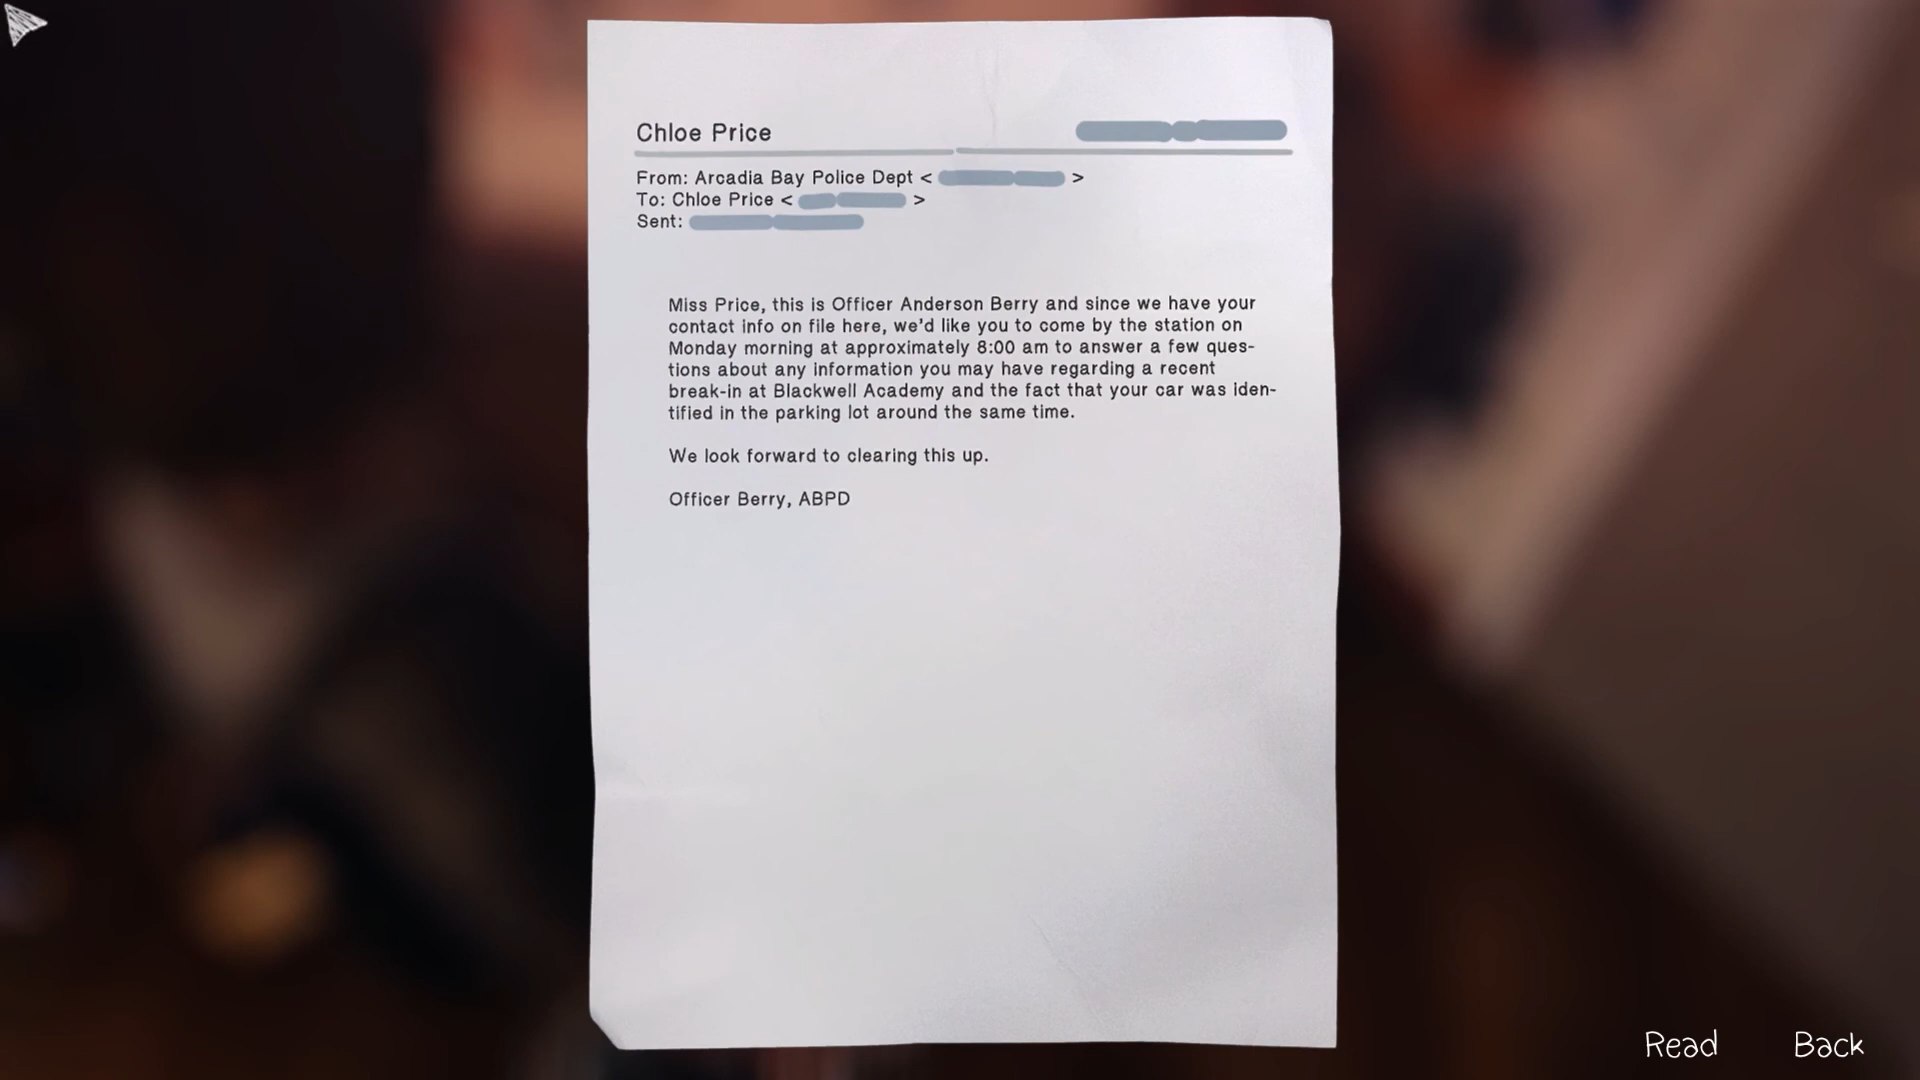 Chloe Price
From: Arcadia Bay Police Dept < >
To: Chloe Price < >
Sent:
Miss Price, this is Officer Anderson Berry and since we have your
contact info on file here, we'd like you to come by the station on
Monday morning at approximately 8:00 am to answer a few ques-
tions about any information you may have regarding a recent
break-in at Blackwell Academy and the fact that your car was iden-
tified in the parking lot around the same time.
We look forward to clearing this up.
Officer Berry, ABPD
Read Back